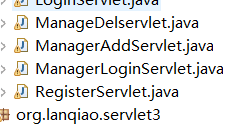 LoginServlet.java
ManageDelservlet.java
ManagerAddServlet.java
ManagerLoginServlet.java
RegisterServlet.java
org.lanqiao.servlet3